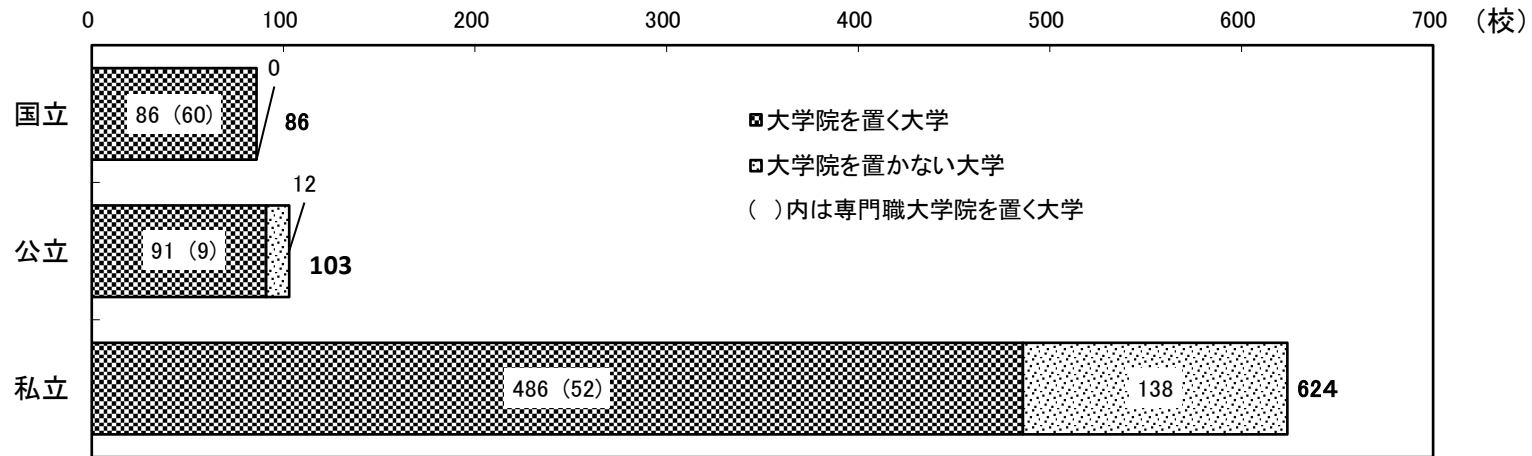 0 100 200 300 400 500 600 700 （校）
国立 86 (60) 0 86
■大学院を置く大学
□大学院を置かない大学
（　）内は専門職大学院を置く大学
公立 91 (9) 12 103
私立 486 (52) 138 624